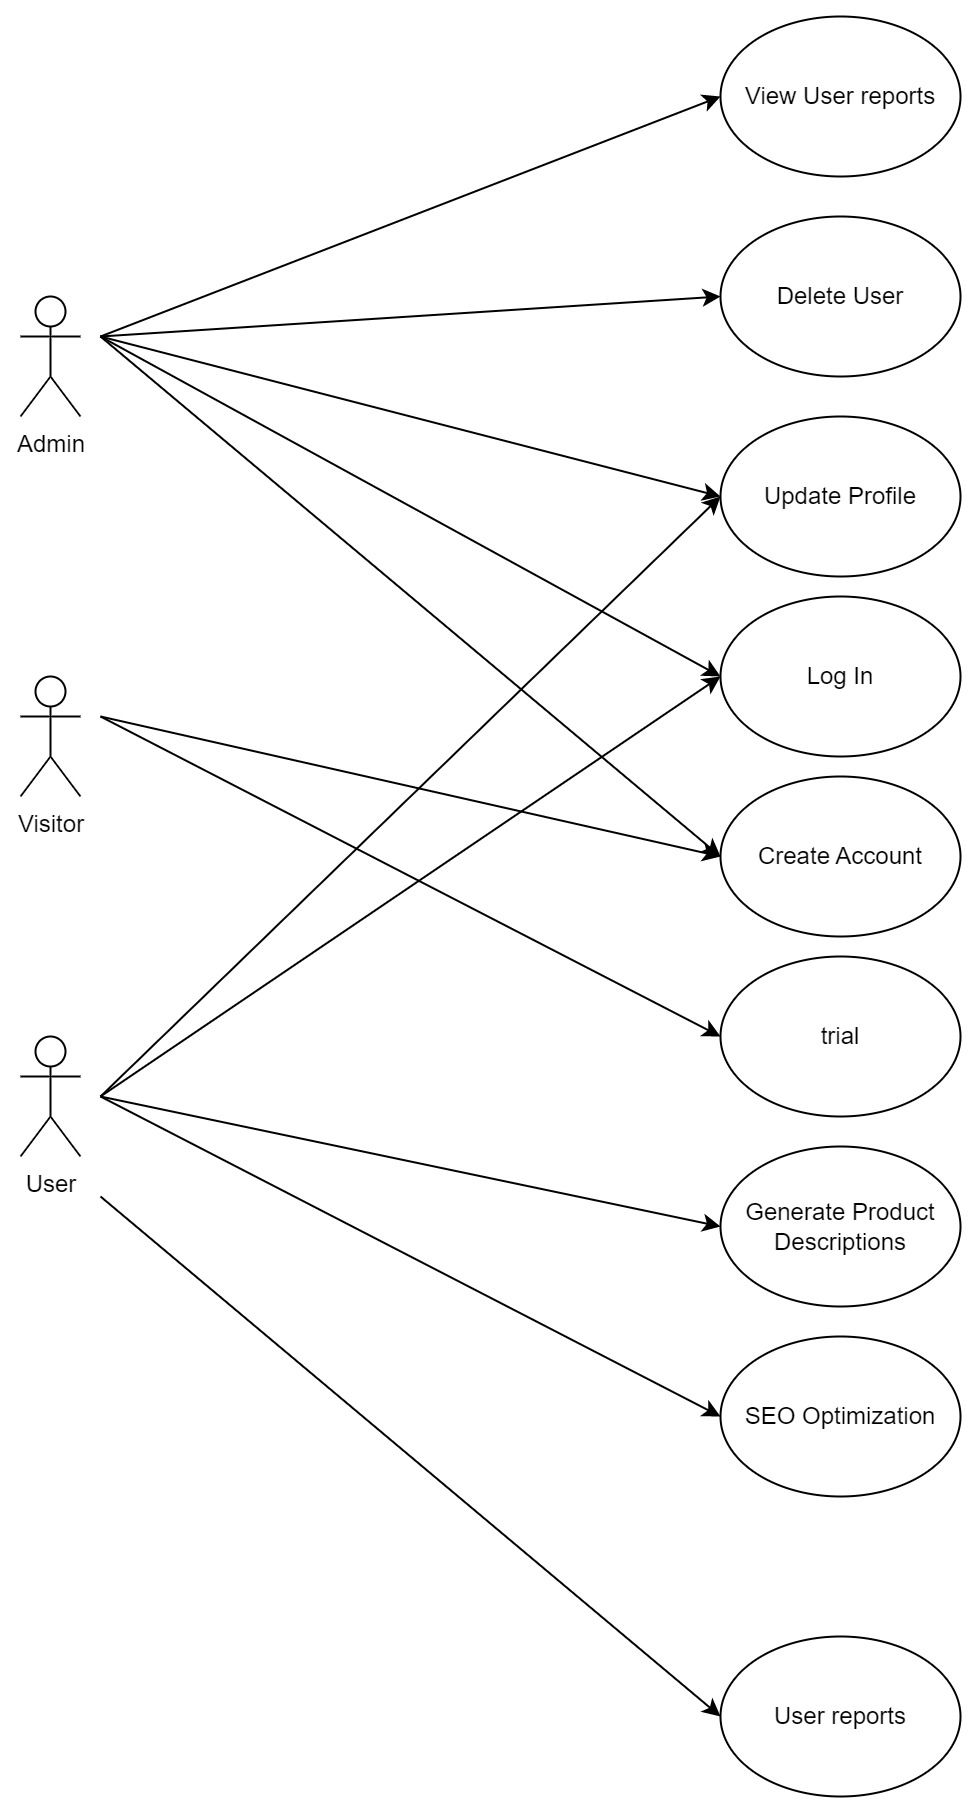 View User reports
Delete User
Admin
Update Profile
Log In
Visitor
Create Account
trial
User
Generate Product
Descriptions
SEO Optimization
User reports